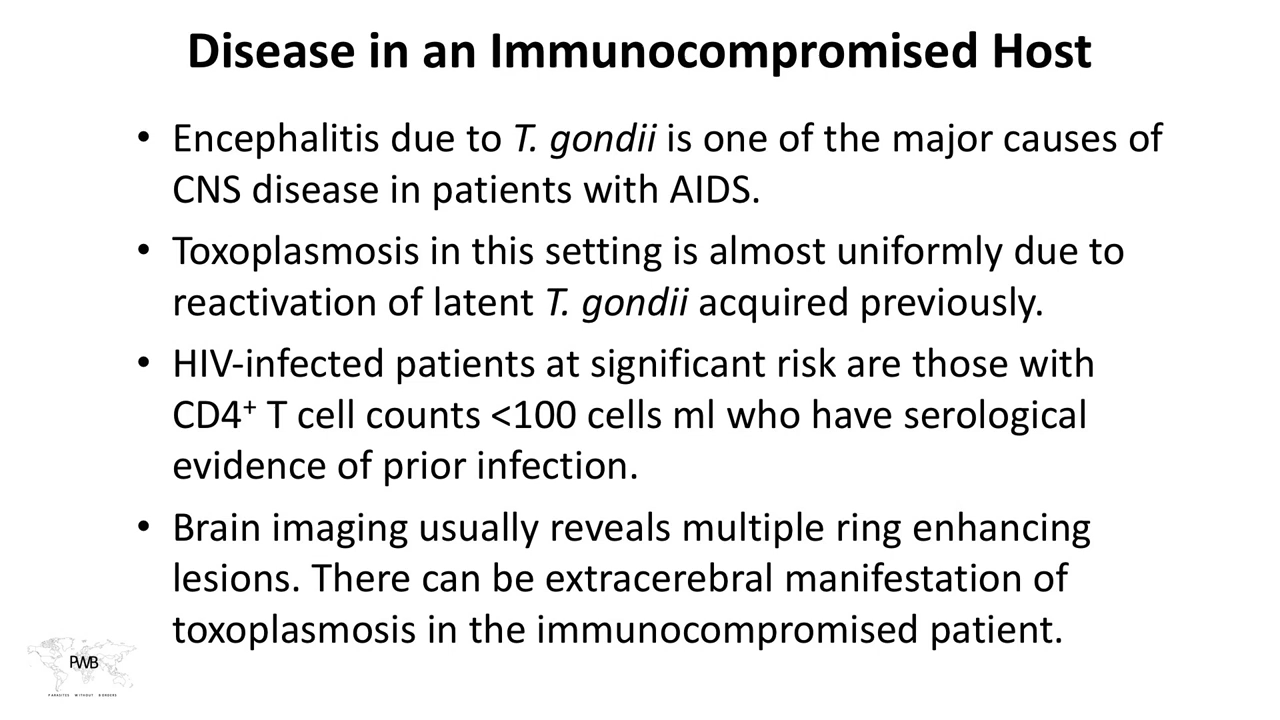 Disease in an Immunocompromised Host
• Encephalitis due to T. gondii is one of the major causes of
CNS disease in patients with AIDS.
• Toxoplasmosis in this setting is almost uniformly due to
reactivation of latent T. gondii acquired previously.
• HIV-infected patients at significant risk are those with
CD4⁺ T cell counts <100 cells ml who have serological
evidence of prior infection.
• Brain imaging usually reveals multiple ring enhancing
lesions. There can be extracerebral manifestation of
toxoplasmosis in the immunocompromised patient.
PWB
PARASITES WITHOUT BORDERS